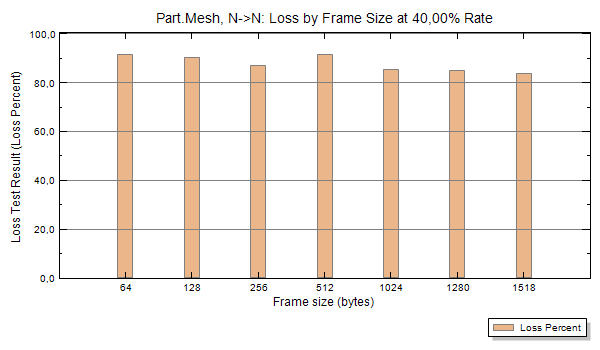 Part.Mesh, N->N: Loss by Frame Size at 40,00% Rate
Loss Test Result (Loss Percent)
100,0
80,0
60,0
40,0
20,0
0,0
64 128 256 512 1024 1280 1518
Frame size (bytes)
Loss Percent